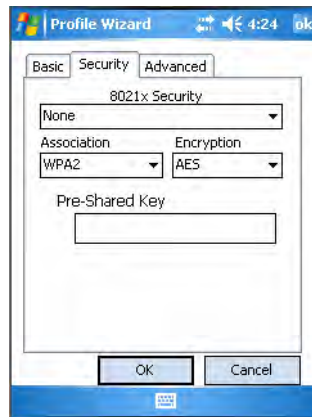 Profile Wizard 4:24 ok
Basic Security Advanced
8021x Security
None
Association Encryption
WPA2 AES
Pre-Shared Key
OK Cancel